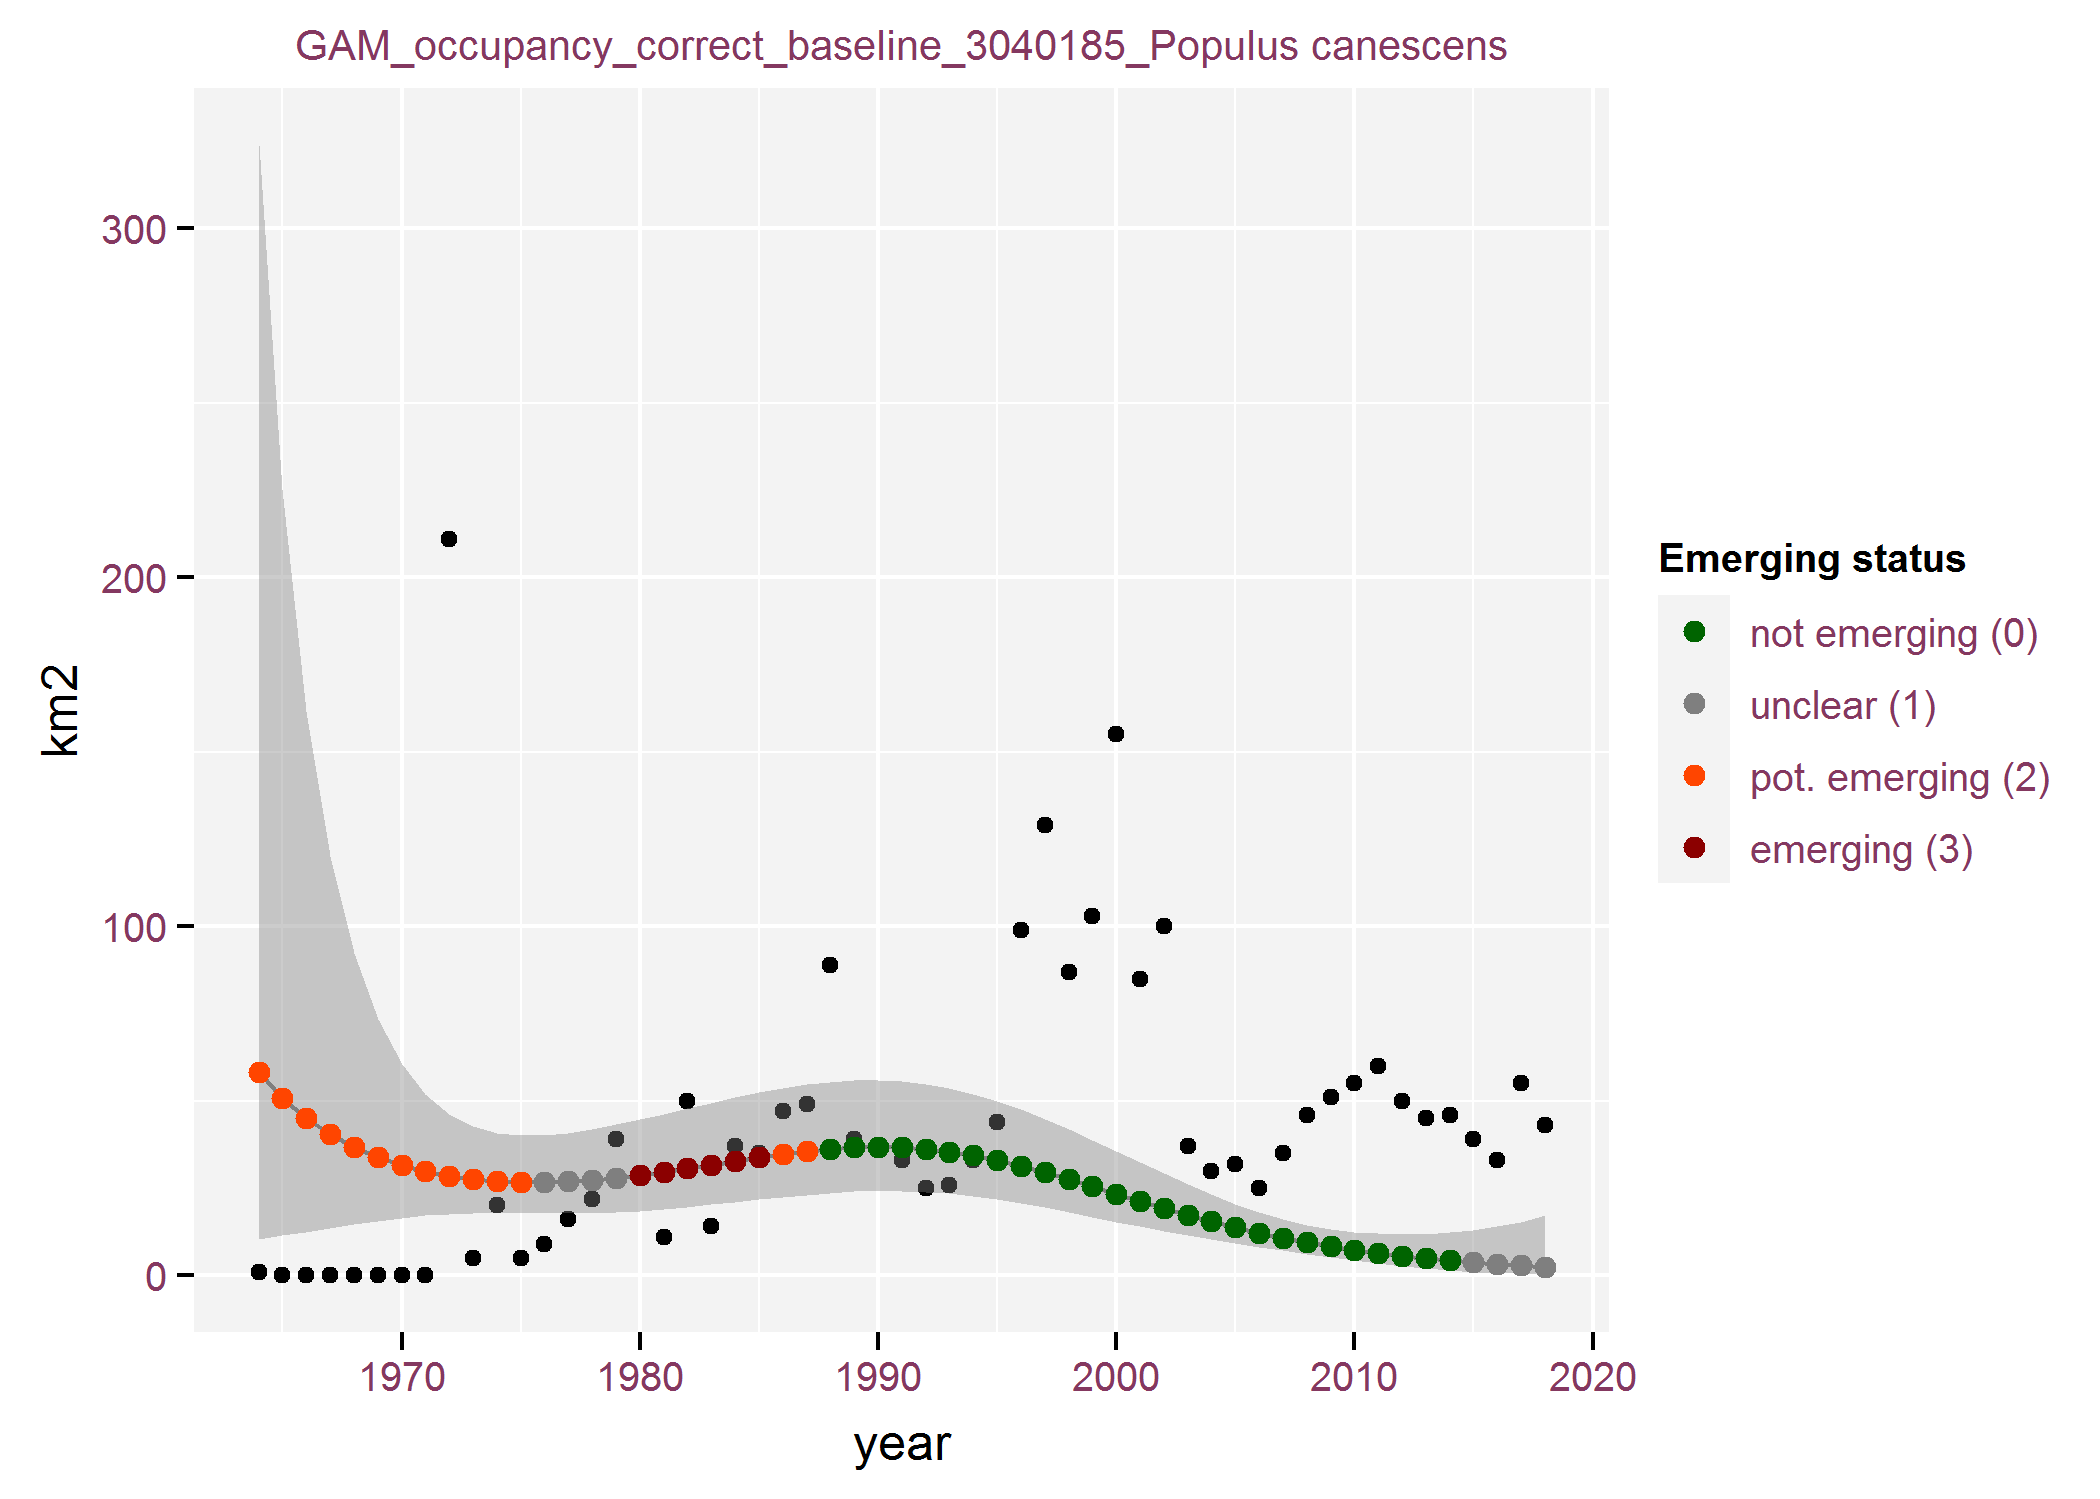 GAM_occupancy_correct_baseline_3040185_Populus canescens
300
200
100
0
km2
1970 1980 1990 2000 2010 2020
year
Emerging status
not emerging (0)
unclear (1)
pot. emerging (2)
emerging (3)